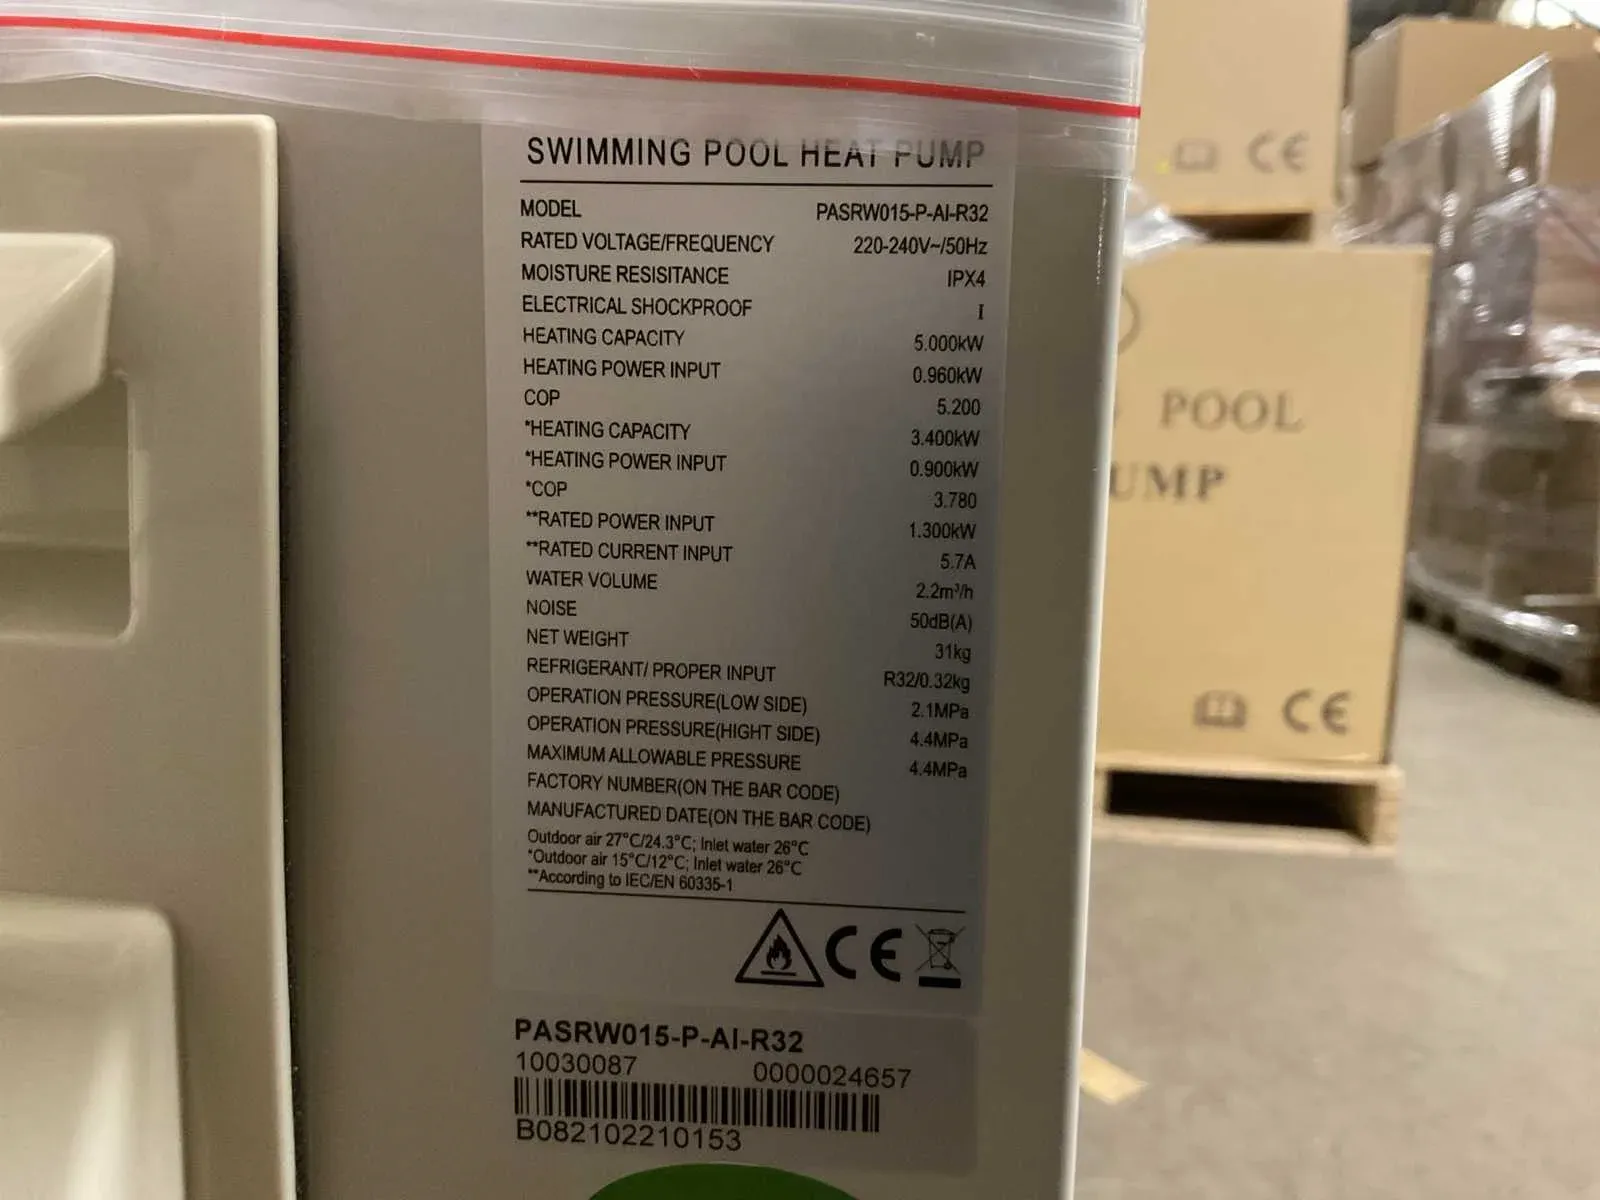 SWIMMING POOL HEAT PUMP
MODEL PASRW015-P-AI-R32
RATED VOLTAGE/FREQUENCY 220-240V~/50Hz
MOISTURE RESISITANCE IPX4
ELECTRICAL SHOCKPROOF I
HEATING CAPACITY 5.000kW
HEATING POWER INPUT 0.960kW
COP 5.200
*HEATING CAPACITY 3.400kW
*HEATING POWER INPUT 0.900kW
*COP 3.780
**RATED POWER INPUT 1.300kW
**RATED CURRENT INPUT 5.7A
WATER VOLUME 2.2m³/h
NOISE 50dB(A)
NET WEIGHT 31kg
REFRIGERANT/ PROPER INPUT R32/0.32kg
OPERATION PRESSURE(LOW SIDE) 2.1MPa
OPERATION PRESSURE(HIGHT SIDE) 4.4MPa
MAXIMUM ALLOWABLE PRESSURE 4.4MPa
FACTORY NUMBER(ON THE BAR CODE)
MANUFACTURED DATE(ON THE BAR CODE)
Outdoor air 27°C/24.3°C; Inlet water 26°C
*Outdoor air 15°C/12°C; Inlet water 26°C
**According to IEC/EN 60335-1
CE
PASRW015-P-AI-R32
10030087 0000024657
B082102210153
CE
POOL
UMP
CE